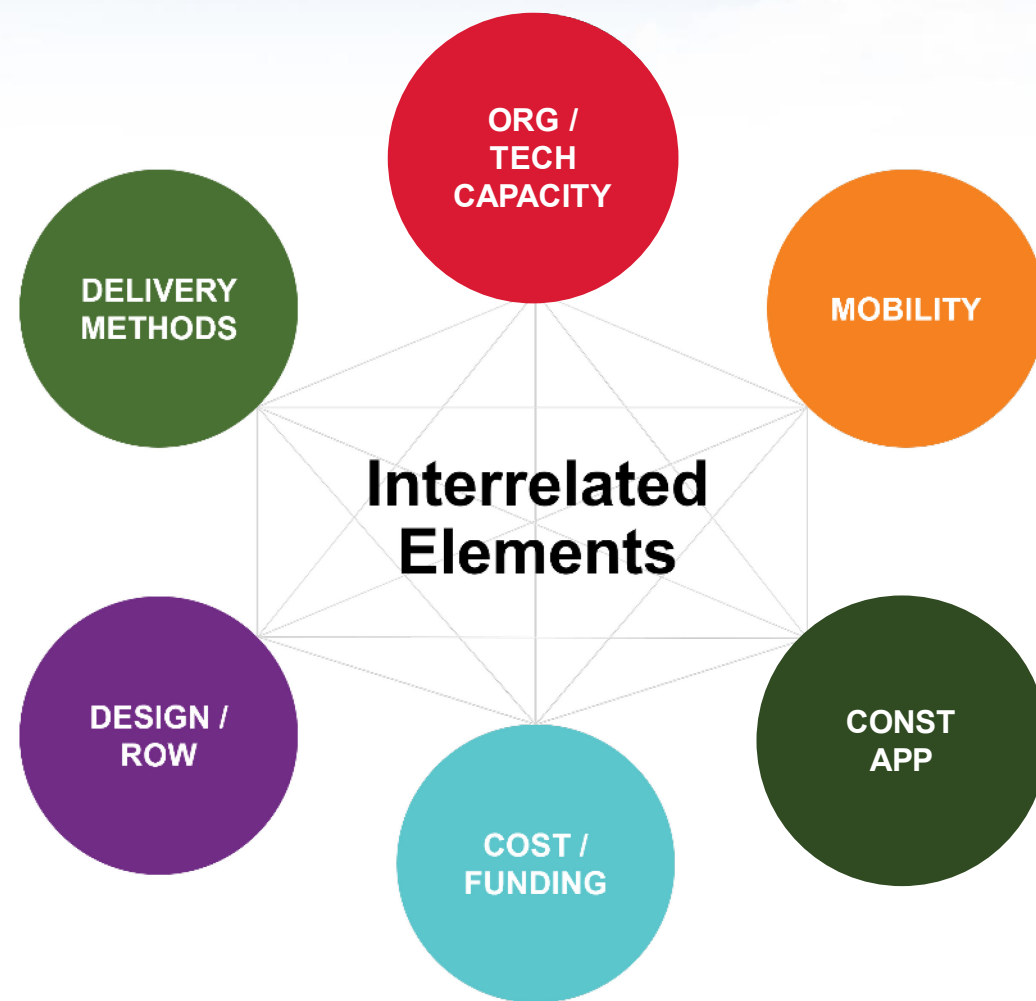 ORG /
TECH
CAPACITY
DELIVERY
METHODS
MOBILITY
Interrelated
Elements
DESIGN /
ROW
CONST
APP
COST /
FUNDING